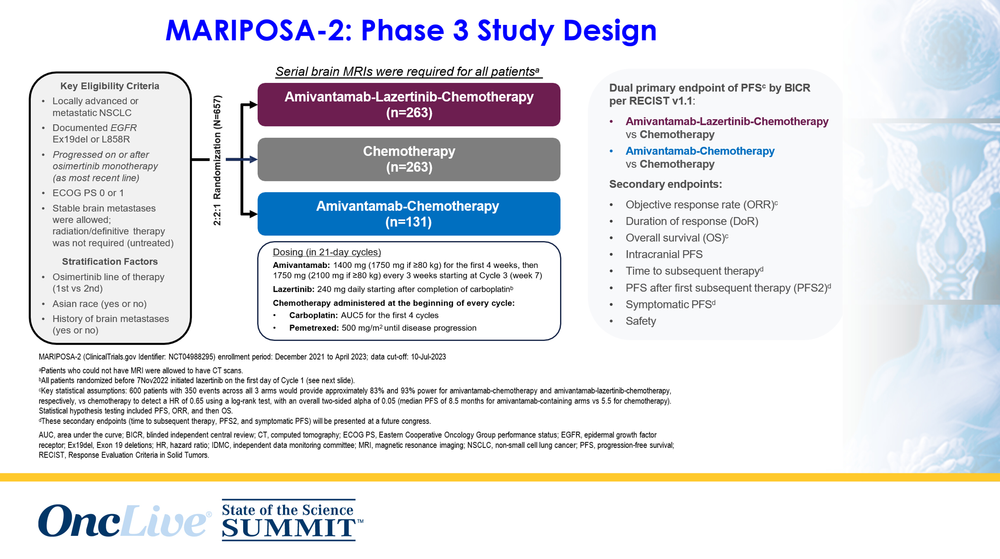 MARIPOSA-2: Phase 3 Study Design
Key Eligibility Criteria
• Locally advanced or
metastatic NSCLC
• Documented EGFR
Ex19del or L858R
• Progressed on or after
osimertinib monotherapy
(as most recent line)
• ECOG PS 0 or 1
• Stable brain metastases
were allowed;
radiation/definitive therapy
was not required (untreated)
Stratification Factors
• Osimertinib line of therapy
(1st vs 2nd)
• Asian race (yes or no)
• History of brain metastases
(yes or no)
2:2:1 Randomization (N=657)
Serial brain MRIs were required for all patientsᵃ
Amivantamab-Lazertinib-Chemotherapy
(n=263)
Chemotherapy
(n=263)
Amivantamab-Chemotherapy
(n=131)
Dosing (in 21-day cycles)
Amivantamab: 1400 mg (1750 mg if ≥80 kg) for the first 4 weeks, then
1750 mg (2100 mg if ≥80 kg) every 3 weeks starting at Cycle 3 (week 7)
Lazertinib: 240 mg daily starting after completion of carboplatinᵇ
Chemotherapy administered at the beginning of every cycle:
• Carboplatin: AUC5 for the first 4 cycles
• Pemetrexed: 500 mg/m² until disease progression
Dual primary endpoint of PFSᶜ by BICR
per RECIST v1.1:
• Amivantamab-Lazertinib-Chemotherapy
vs Chemotherapy
• Amivantamab-Chemotherapy
vs Chemotherapy
Secondary endpoints:
• Objective response rate (ORR)ᶜ
• Duration of response (DoR)
• Overall survival (OS)ᶜ
• Intracranial PFS
• Time to subsequent therapyᵈ
• PFS after first subsequent therapy (PFS2)ᵈ
• Symptomatic PFSᵈ
• Safety
MARIPOSA-2 (ClinicalTrials.gov Identifier: NCT04988295) enrollment period: December 2021 to April 2023; data cut-off: 10-Jul-2023
ᵃPatients who could not have MRI were allowed to have CT scans.
ᵇAll patients randomized before 7Nov2022 initiated lazertinib on the first day of Cycle 1 (see next slide).
ᶜKey statistical assumptions: 600 patients with 350 events across all 3 arms would provide approximately 83% and 93% power for amivantamab-chemotherapy and amivantamab-lazertinib-chemotherapy,
respectively, vs chemotherapy to detect a HR of 0.65 using a log-rank test, with an overall two-sided alpha of 0.05 (median PFS of 8.5 months for amivantamab-containing arms vs 5.5 for chemotherapy).
Statistical hypothesis testing included PFS, ORR, and then OS.
ᵈThese secondary endpoints (time to subsequent therapy, PFS2, and symptomatic PFS) will be presented at a future congress.
AUC, area under the curve; BICR, blinded independent central review; CT, computed tomography; ECOG PS, Eastern Cooperative Oncology Group performance status; EGFR, epidermal growth factor
receptor; Ex19del, Exon 19 deletions; HR, hazard ratio; IDMC, independent data monitoring committee; MRI, magnetic resonance imaging; NSCLC, non-small cell lung cancer; PFS, progression-free survival;
RECIST, Response Evaluation Criteria in Solid Tumors.
OncLive®
State of the Science
SUMMIT™